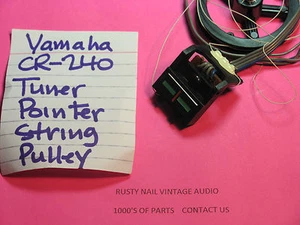 Yamaha
CR-240
Tuner
Pointer
String
Pulley
RUSTY NAIL VINTAGE AUDIO
1000'S OF PARTS CONTACT US